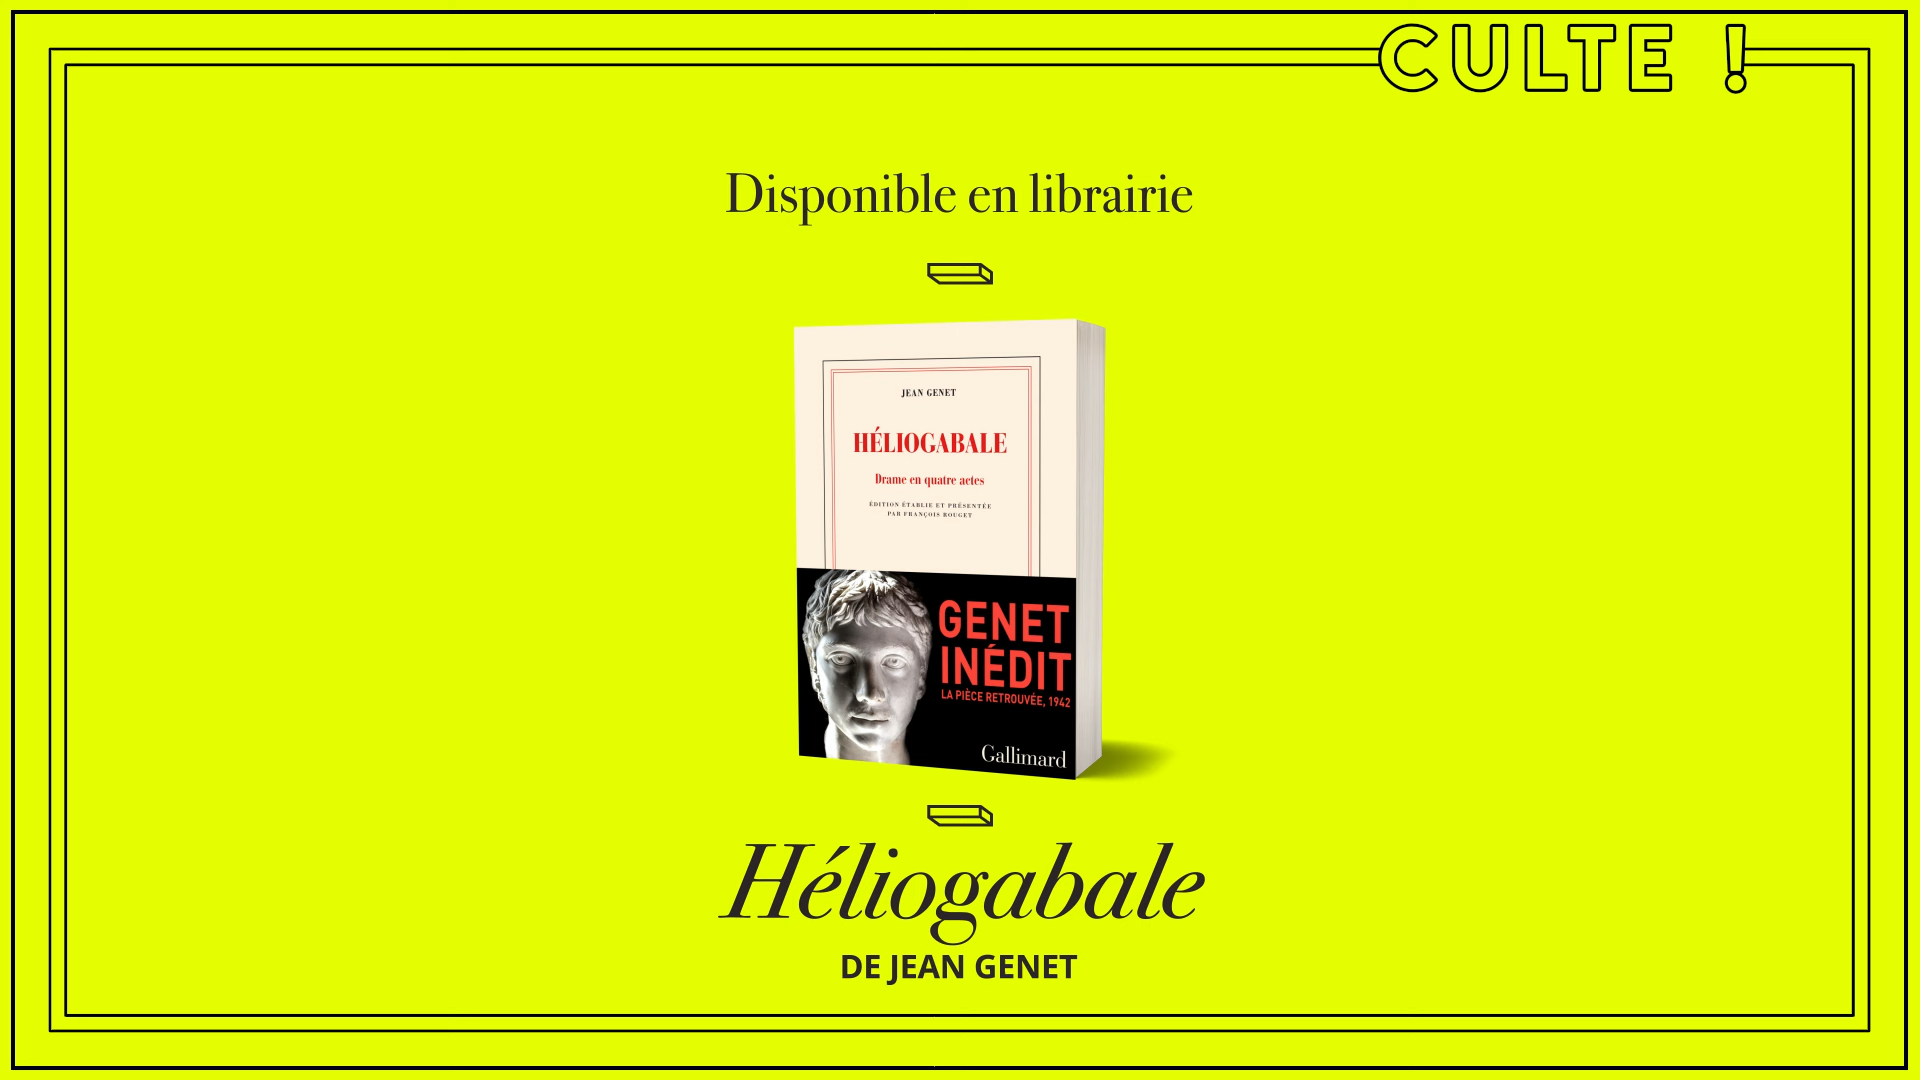 CULTE !
Disponible en librairie
JEAN GENET
HÉLIOGABALE
Drame en quatre actes
ÉDITION ÉTABLIE ET PRÉSENTÉE
PAR FRANÇOIS ROUGET
GENET
INÉDIT
LA PIÈCE RETROUVÉE, 1942
Gallimard
Héliogabale
DE JEAN GENET